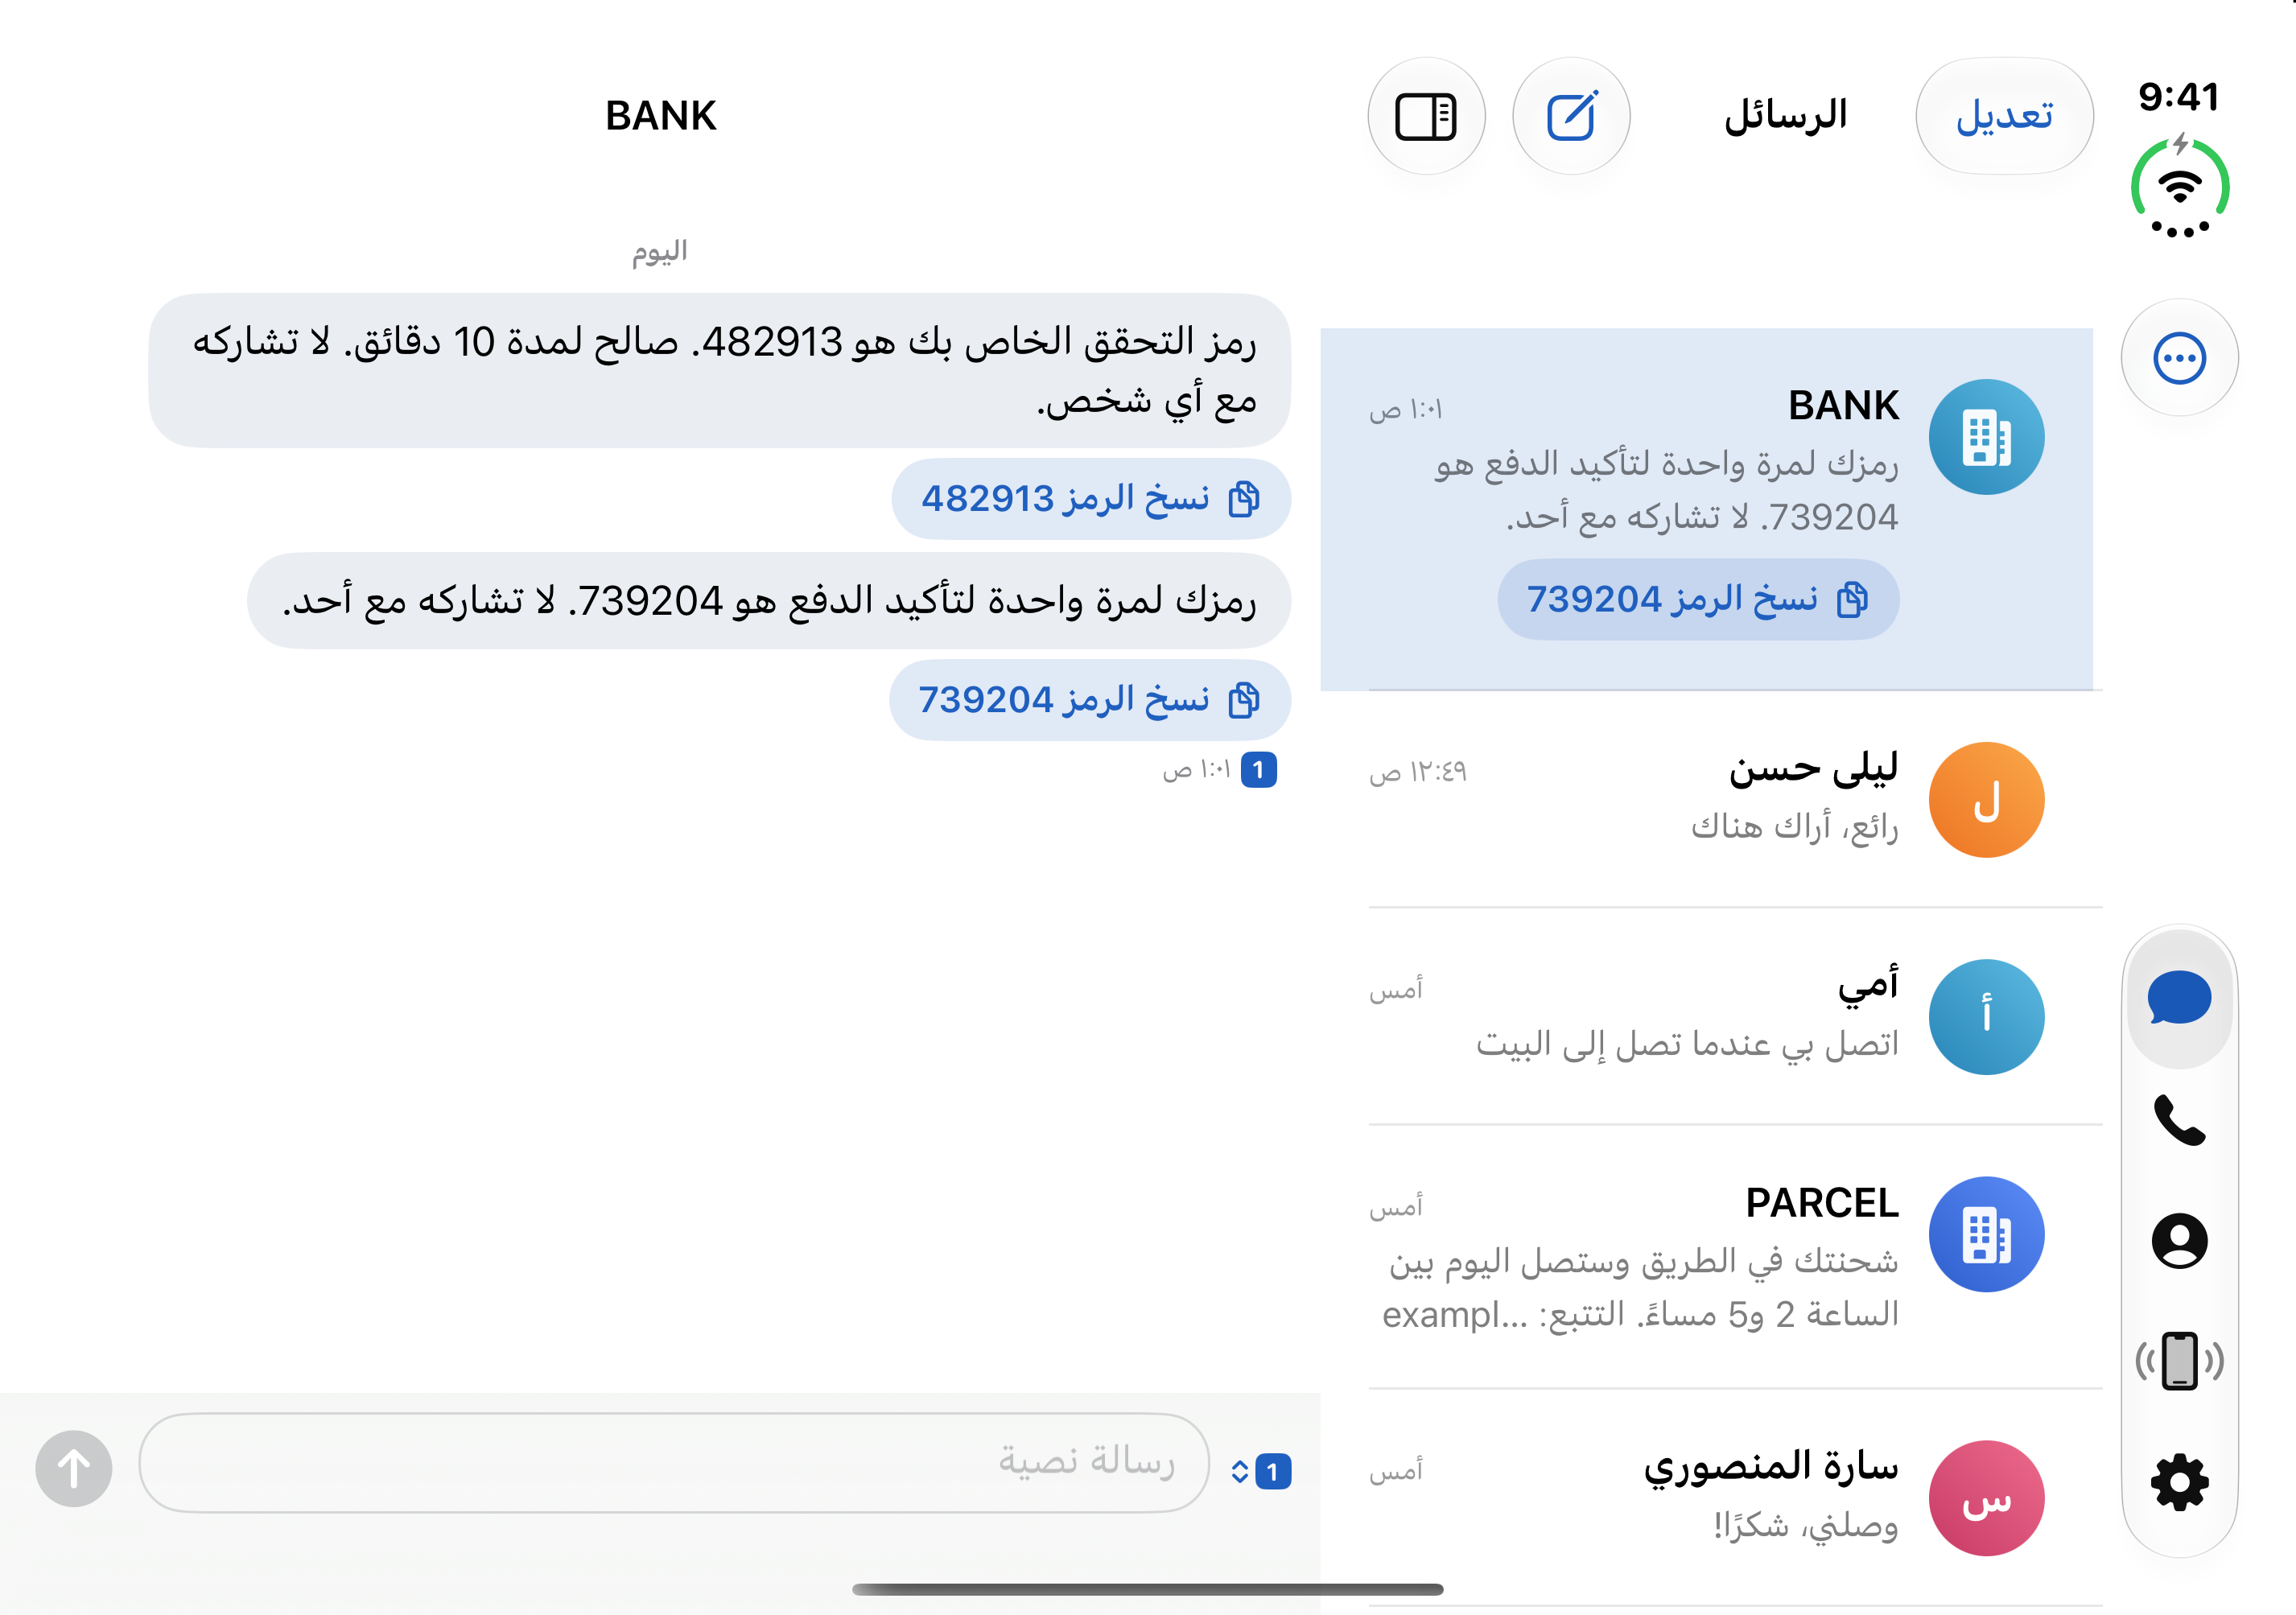 9:41
تعديل
الرسائل
BANK
١:٠١ ص
رمزك لمرة واحدة لتأكيد الدفع هو
739204. لا تشاركه مع أحد.
نسخ الرمز 739204
ل
ليلى حسن
١٢:٤٩ ص
رائع، أراك هناك
أ
أمي
أمس
اتصل بي عندما تصل إلى البيت
PARCEL
أمس
شحنتك في الطريق وستصل اليوم بين
الساعة 2 و5 مساءً. التتبع: ...exampl
س
سارة المنصوري
أمس
وصلني، شكرًا!
BANK
اليوم
رمز التحقق الخاص بك هو 482913. صالح لمدة 10 دقائق. لا تشاركه
مع أي شخص.
نسخ الرمز 482913
رمزك لمرة واحدة لتأكيد الدفع هو 739204. لا تشاركه مع أحد.
نسخ الرمز 739204
1 ١:٠١ ص
1
رسالة نصية